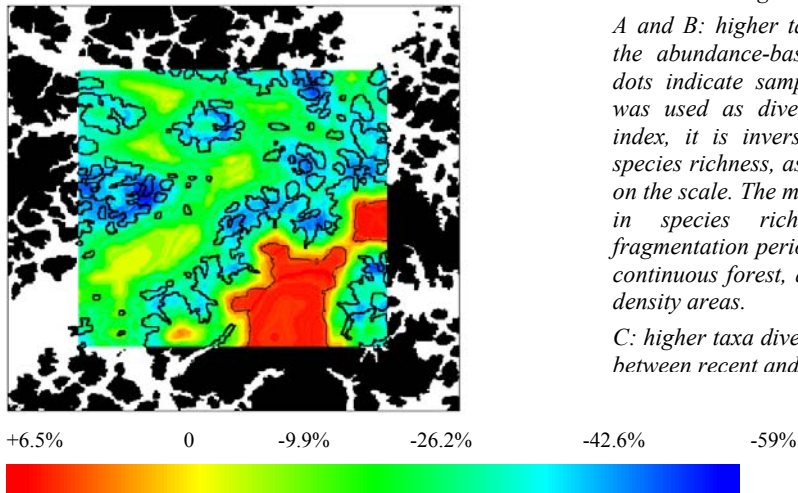 A and B: higher ta
the abundance-bas
dots indicate samp
was used as dive
index, it is invers
species richness, as
on the scale. The m
in species rich
fragmentation perio
continuous forest, a
density areas.
C: higher taxa dive
between recent and
+6.5% 0 -9.9% -26.2% -42.6% -59%